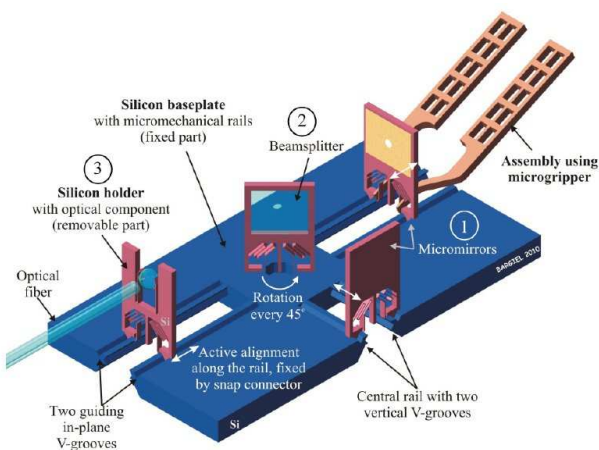 Silicon baseplate
with micromechanical rails
(fixed part)
2
Beamsplitter
3
Silicon holder
with optical component
(removable part)
Assembly using
microgripper
1
Micromirrors
BARGIEL 2010
Optical
fiber
Si
Rotation
every 45°
Active alignment
along the rail, fixed
by snap connector
Two guiding
in-plane
V-grooves
Si
Central rail with two
vertical V-grooves